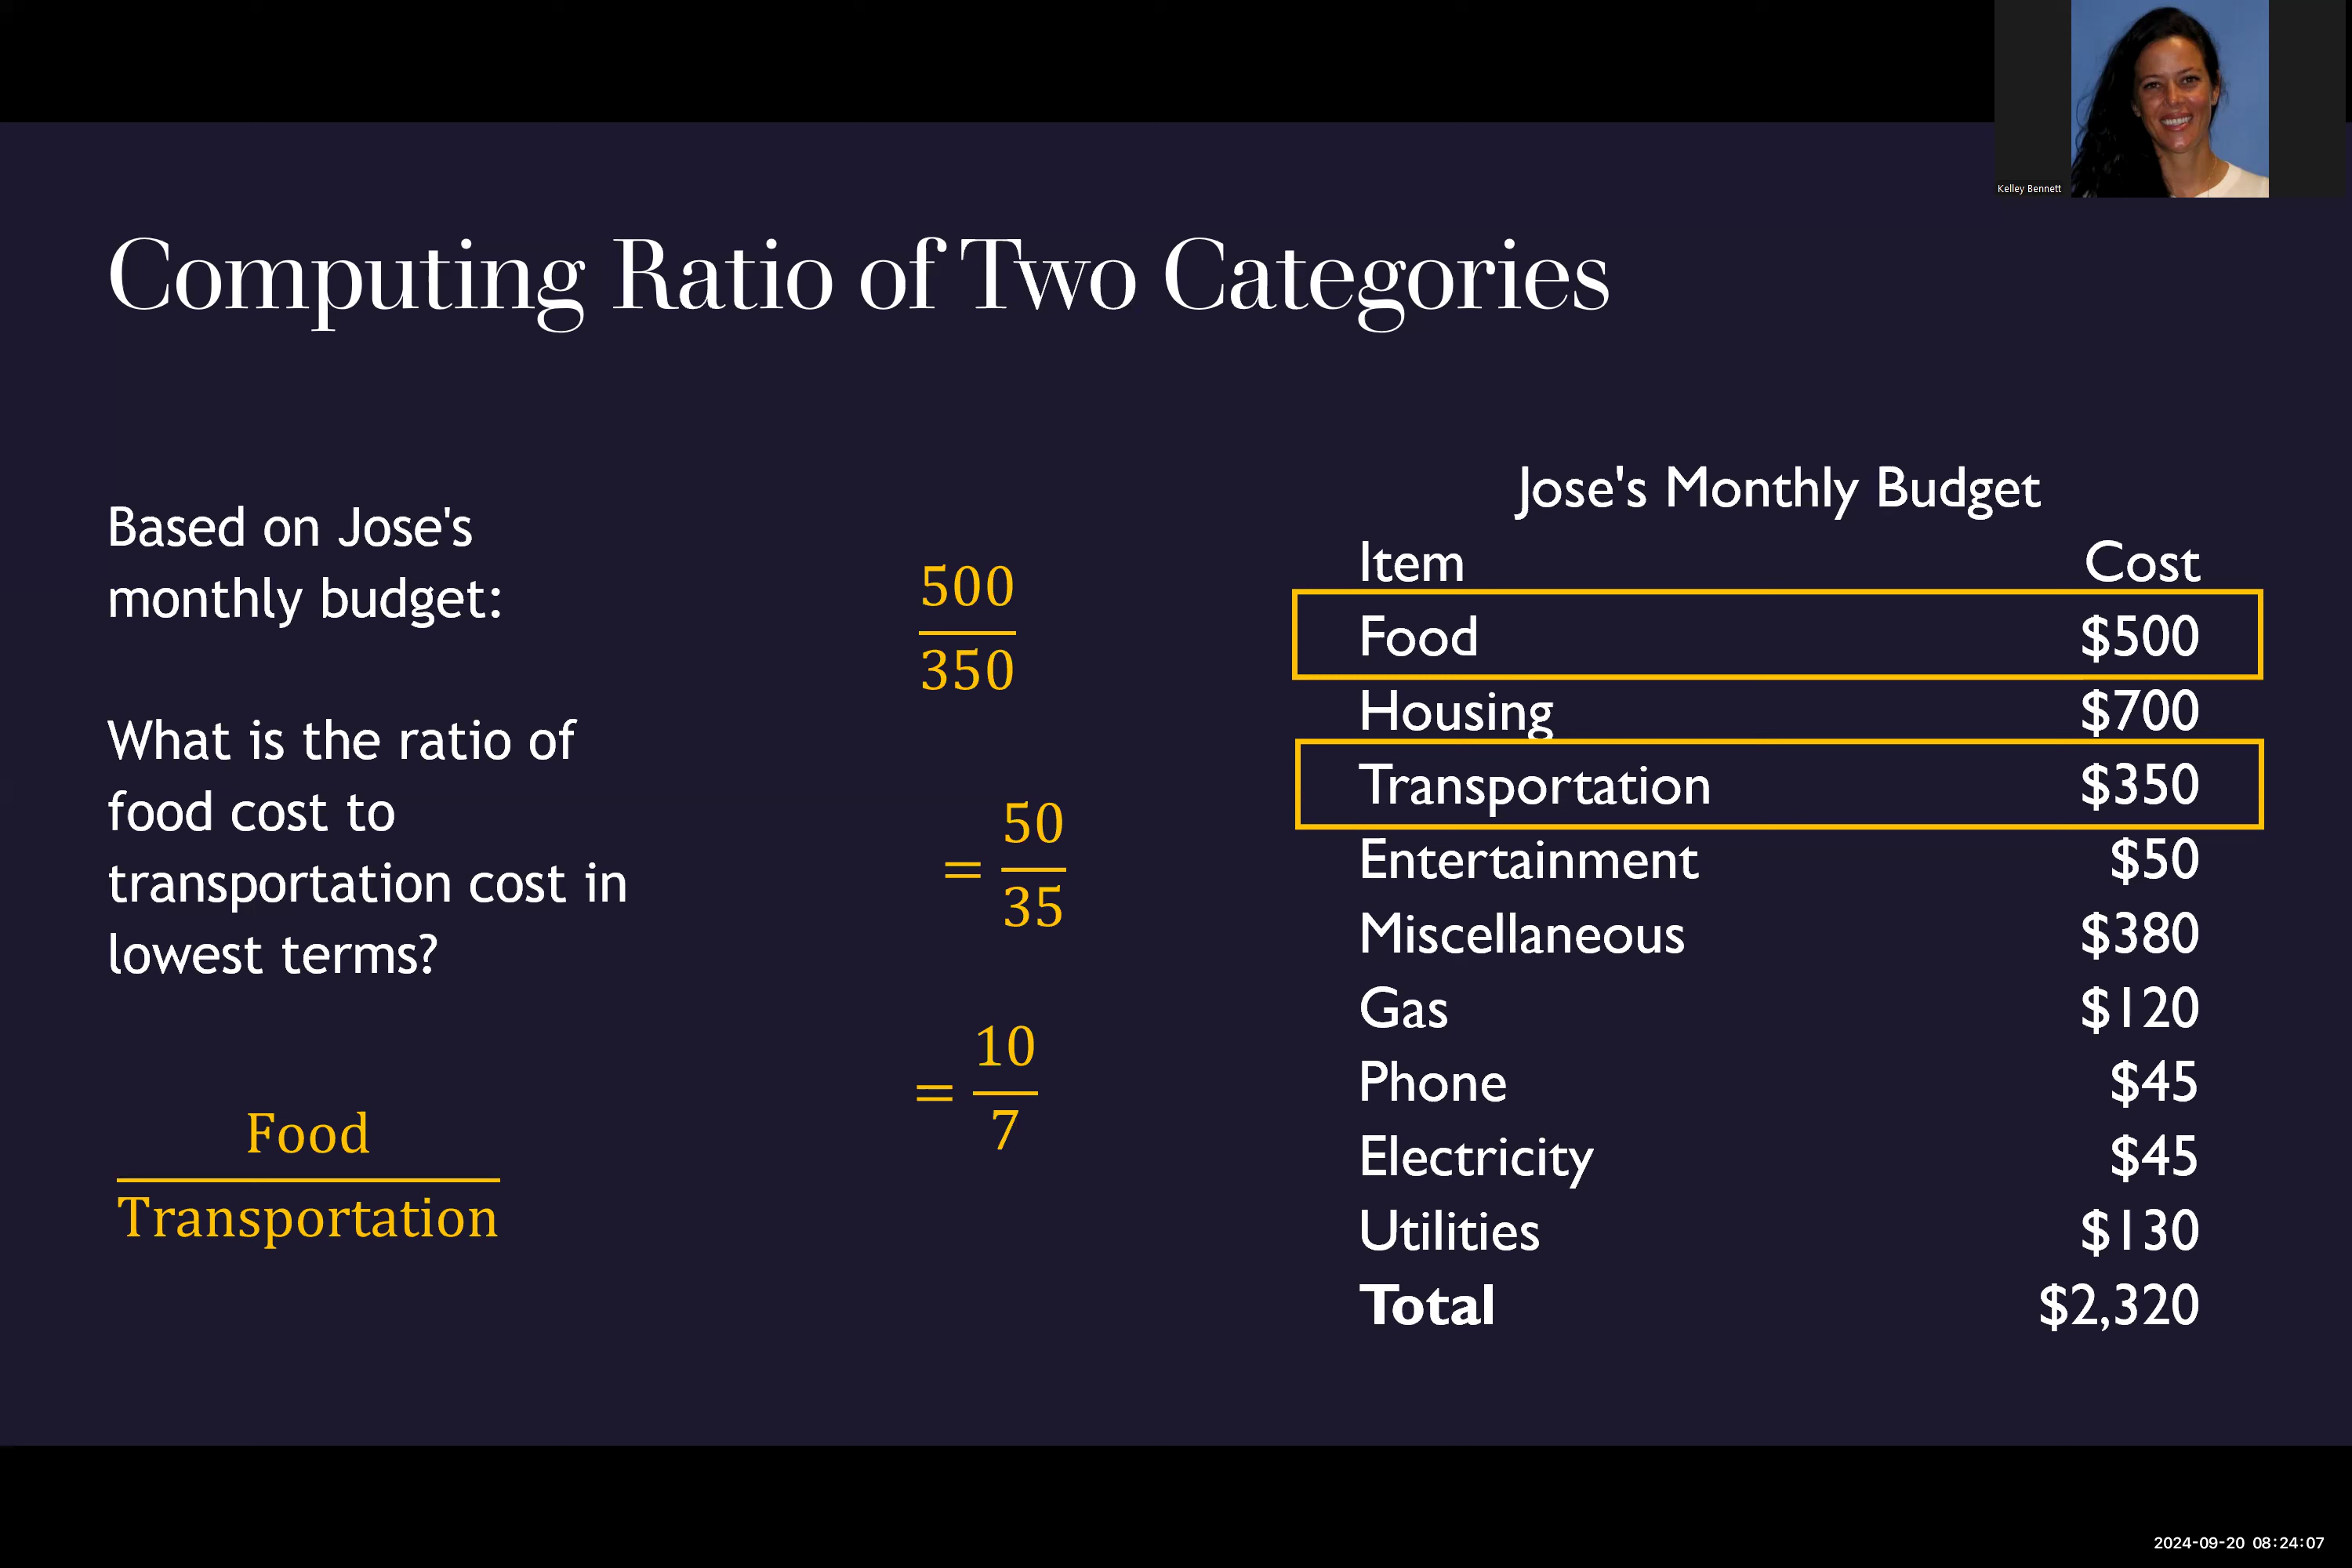 Kelley Bennett
Computing Ratio of Two Categories
Based on Jose's
monthly budget:
What is the ratio of
food cost to
transportation cost in
lowest terms?
Food
Transportation
500
350
= 50
35
= 10
7
Jose's Monthly Budget
Item Cost
Food $500
Housing $700
Transportation $350
Entertainment $50
Miscellaneous $380
Gas $120
Phone $45
Electricity $45
Utilities $130
Total $2,320
2024-09-20 08:24:07